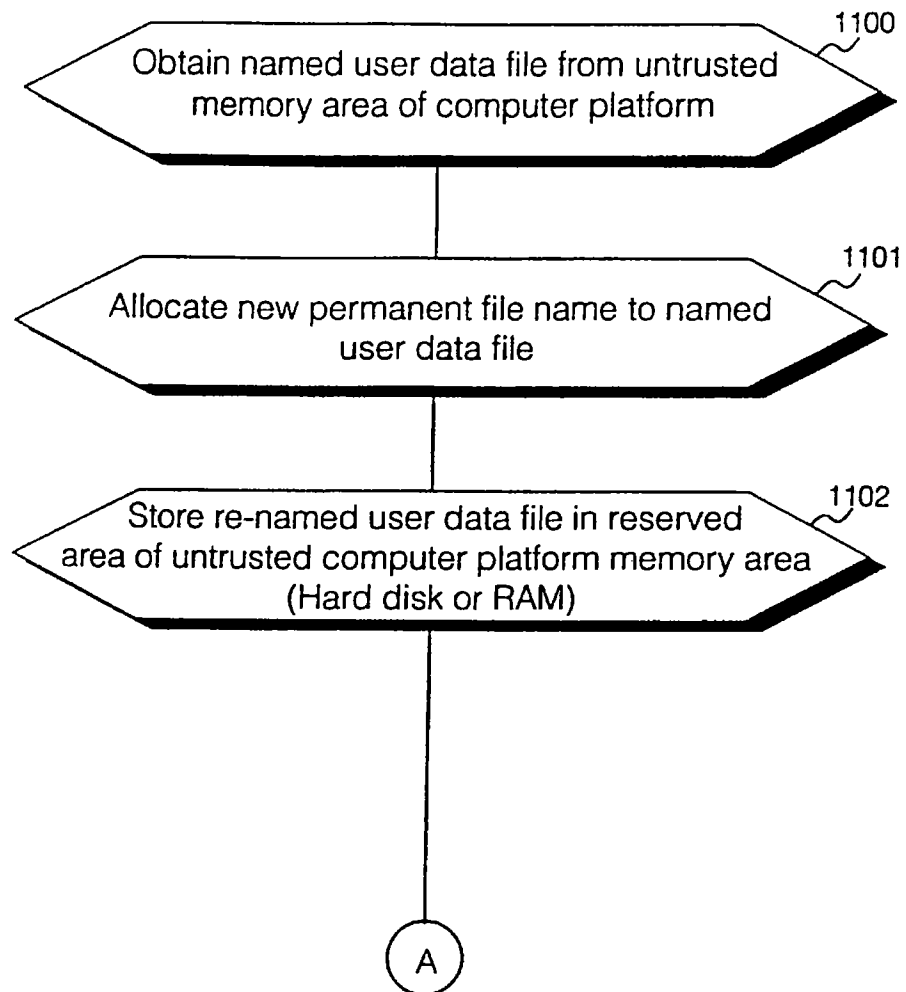 1100
Obtain named user data file from untrusted
memory area of computer platform
1101
Allocate new permanent file name to named
user data file
1102
Store re-named user data file in reserved
area of untrusted computer platform memory area
(Hard disk or RAM)
A